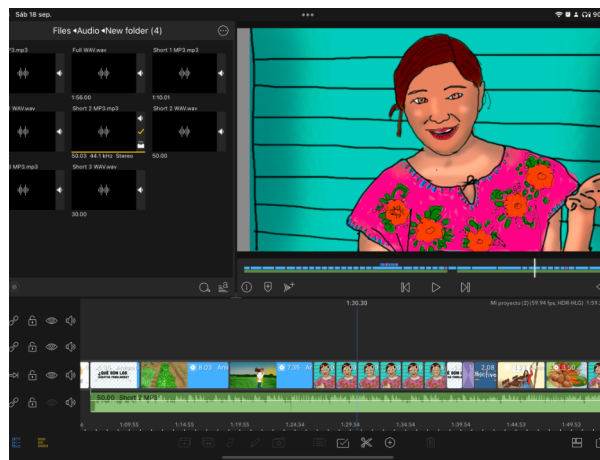 Sáb 18 sep.
Files Audio New folder (4)
Full WAV.wav
Short 1 MP3.mp3
1:56.00
1:10.01
WAV.wav
Short 2 MP3.mp3
Short 2 WAV.wav
50.03 44.1 kHz Stereo
50.00
MP3.mp3
Short 3 WAV.wav
30.00
1:30.30
Mi proyecto (2) (59.94 fps, HDR-HLG)
¿QUÉ SON LOS
8.03
7.35
2.08
3.50
50.00 Short 2 MP3
1:09.55
1:14.55
1:19.55
1:24.54
1:29.54
1:34.54
1:39.54
1:44.53
1:49.53